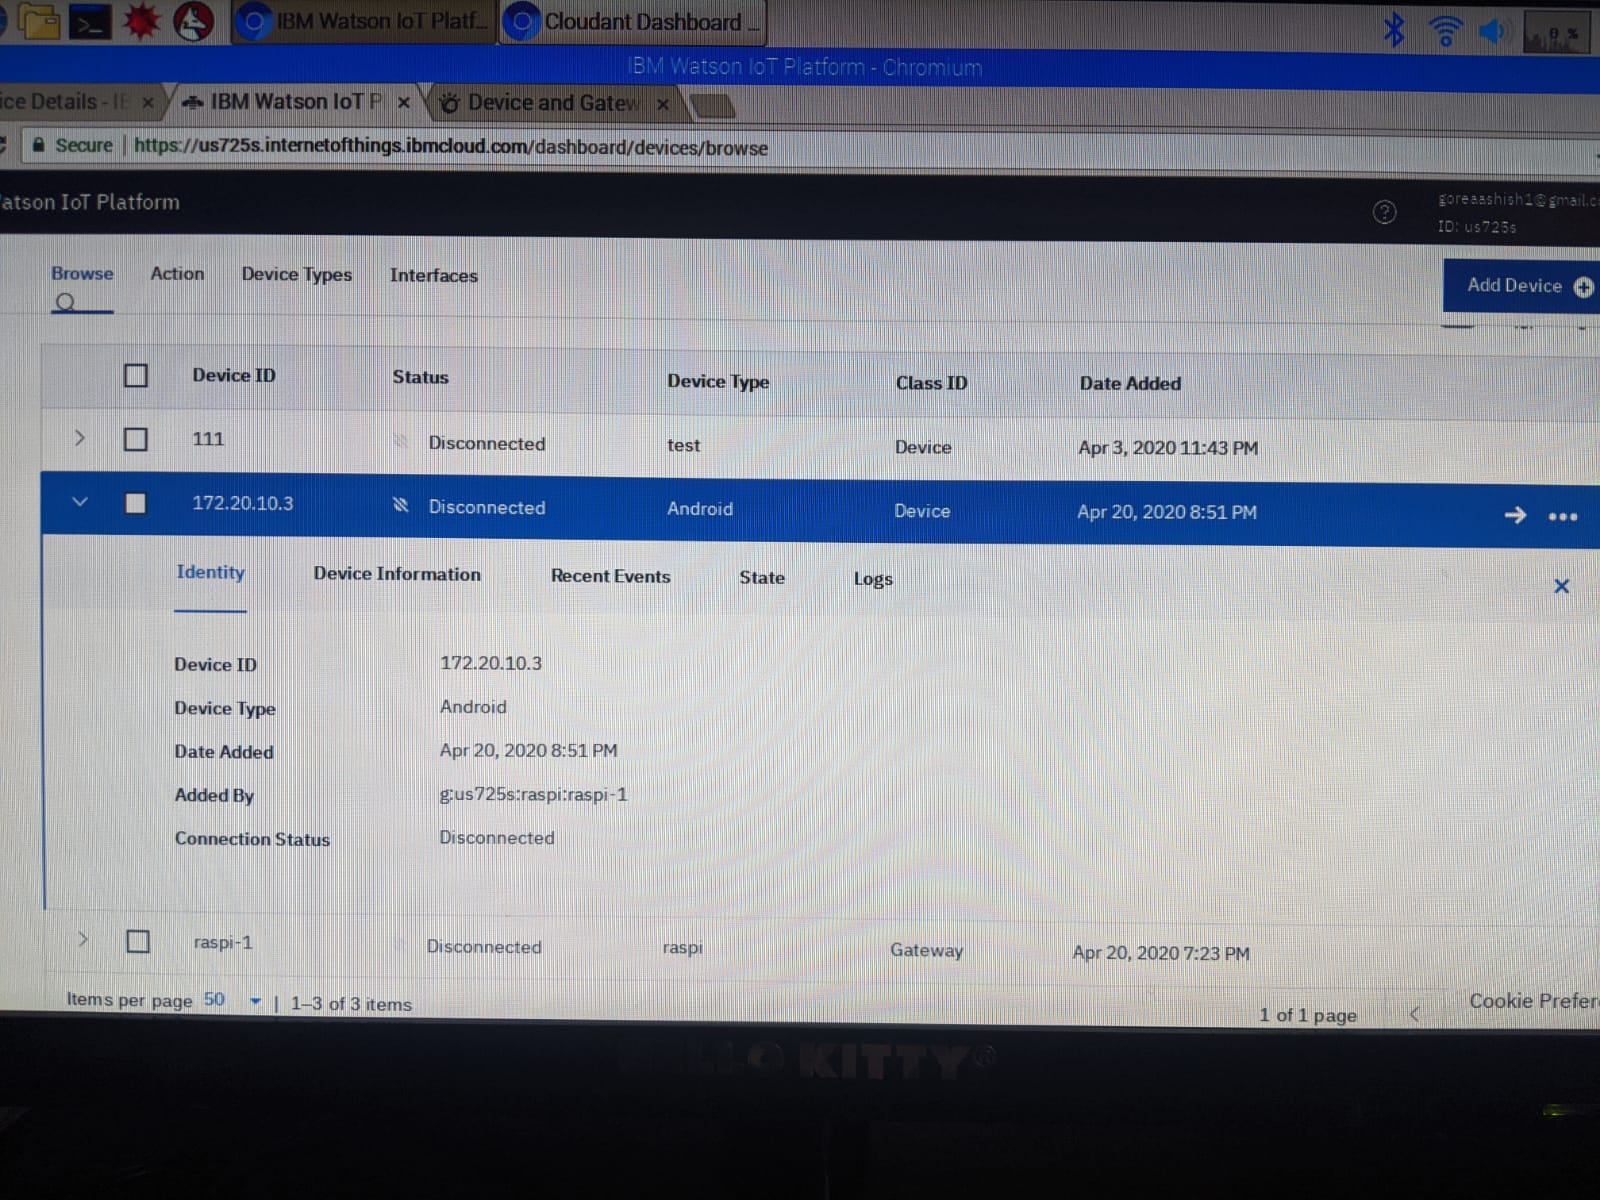 IBM Watson IoT Platf...
Cloudant Dashboard ...
IBM Watson IoT Platform - Chromium
ice Details - IB
IBM Watson IoT P
Device and Gatew
Secure | https://us725s.internetofthings.ibmcloud.com/dashboard/devices/browse
atson IoT Platform
goreaashish1@gmail.c
ID: us725s
Browse Action Device Types Interfaces
Add Device
Device ID Status Device Type Class ID Date Added
111 Disconnected test Device Apr 3, 2020 11:43 PM
172.20.10.3 Disconnected Android Device Apr 20, 2020 8:51 PM
Identity Device Information Recent Events State Logs
Device ID 172.20.10.3
Device Type Android
Date Added Apr 20, 2020 8:51 PM
Added By g:us725s:raspi:raspi-1
Connection Status Disconnected
raspi-1 Disconnected raspi Gateway Apr 20, 2020 7:23 PM
Items per page 50 | 1–3 of 3 items
1 of 1 page
Cookie Prefer
KITTY®